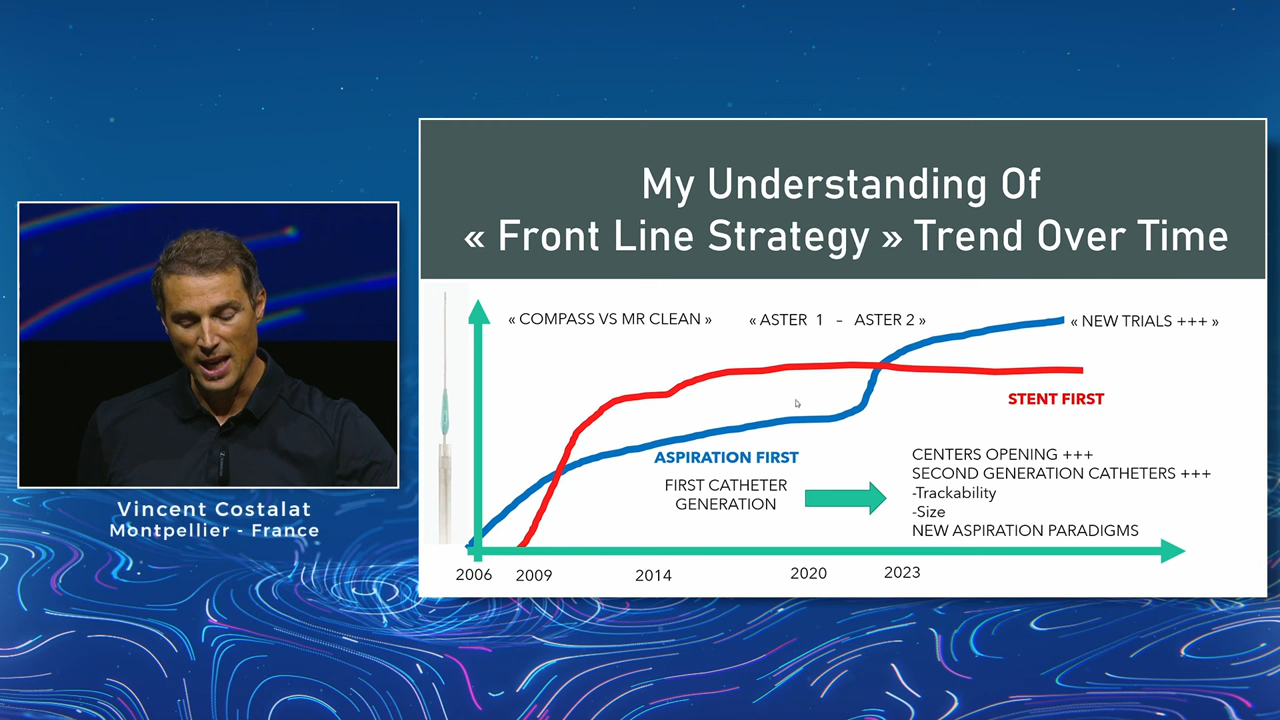 My Understanding Of
« Front Line Strategy » Trend Over Time
« COMPASS VS MR CLEAN »
« ASTER 1 - ASTER 2 »
« NEW TRIALS +++ »
STENT FIRST
ASPIRATION FIRST
FIRST CATHETER
GENERATION
CENTERS OPENING +++
SECOND GENERATION CATHETERS +++
-Trackability
-Size
NEW ASPIRATION PARADIGMS
2006
2009
2014
2020
2023
Vincent Costalat
Montpellier - France